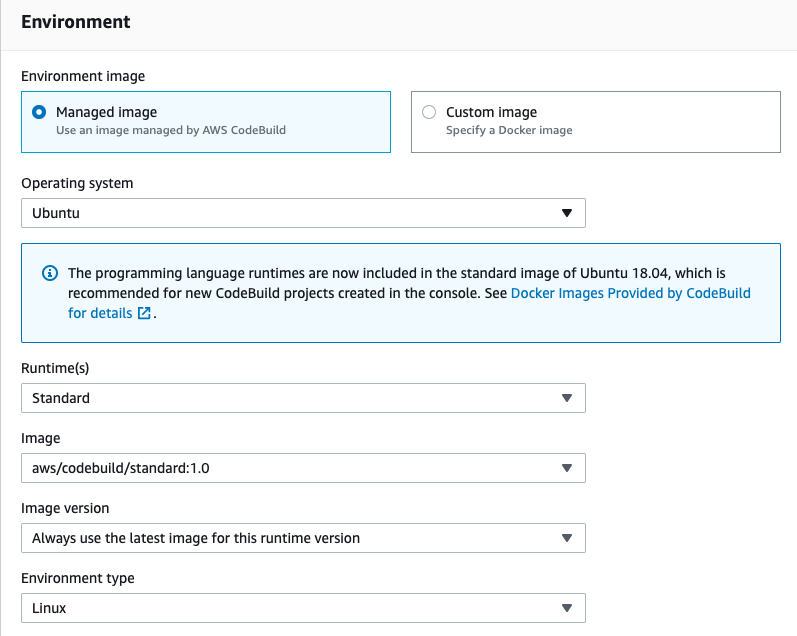 Environment
Environment image
Managed image
Use an image managed by AWS CodeBuild
Custom image
Specify a Docker image
Operating system
Ubuntu
The programming language runtimes are now included in the standard image of Ubuntu 18.04, which is
recommended for new CodeBuild projects created in the console. See Docker Images Provided by CodeBuild
for details .
Runtime(s)
Standard
Image
aws/codebuild/standard:1.0
Image version
Always use the latest image for this runtime version
Environment type
Linux